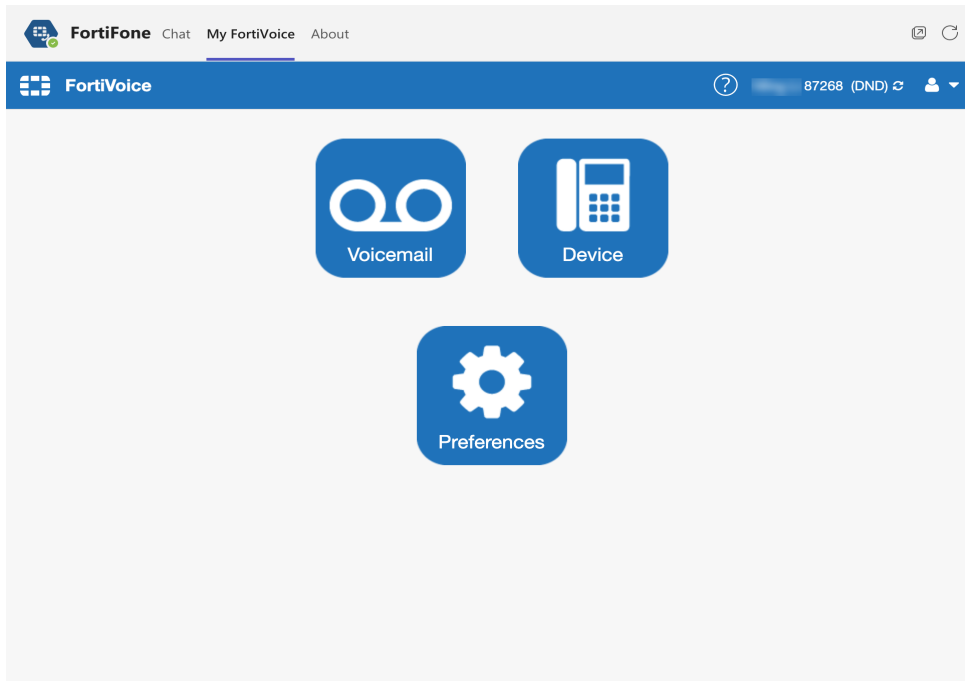 FortiFone Chat My FortiVoice About
FortiVoice ? 87268 (DND)
Voicemail
Device
Preferences